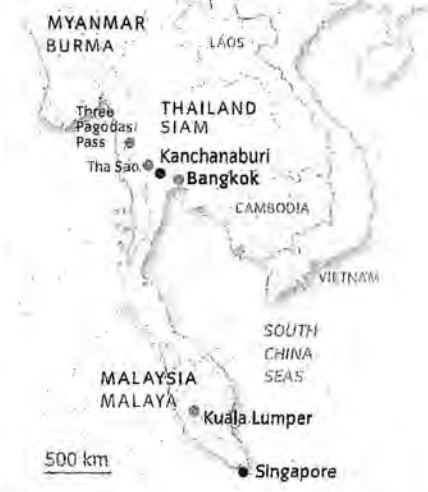 MYANMAR
BURMA
LAOS
Three
Pagodas/
Pass
THAILAND
SIAM
Tha Sao
Kanchanaburi
Bangkok
CAMBODIA
VIETNAM
SOUTH
CHINA
SEAS
MALAYSIA
MALAYA
Kuala Lumper
500 km
Singapore